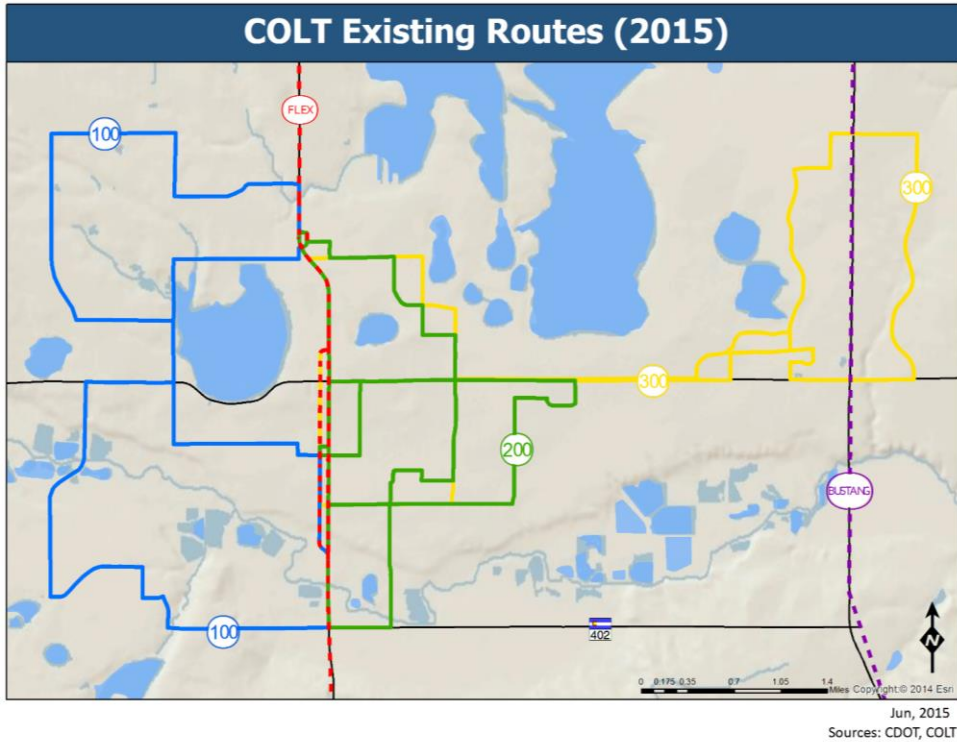 COLT Existing Routes (2015)
FLEX
100
300
300
200
BUSTANG
100
402
N
0 0.175 0.35 0.7 1.05 1.4
Miles Copyright:© 2014 Esri
Jun, 2015
Sources: CDOT, COLT